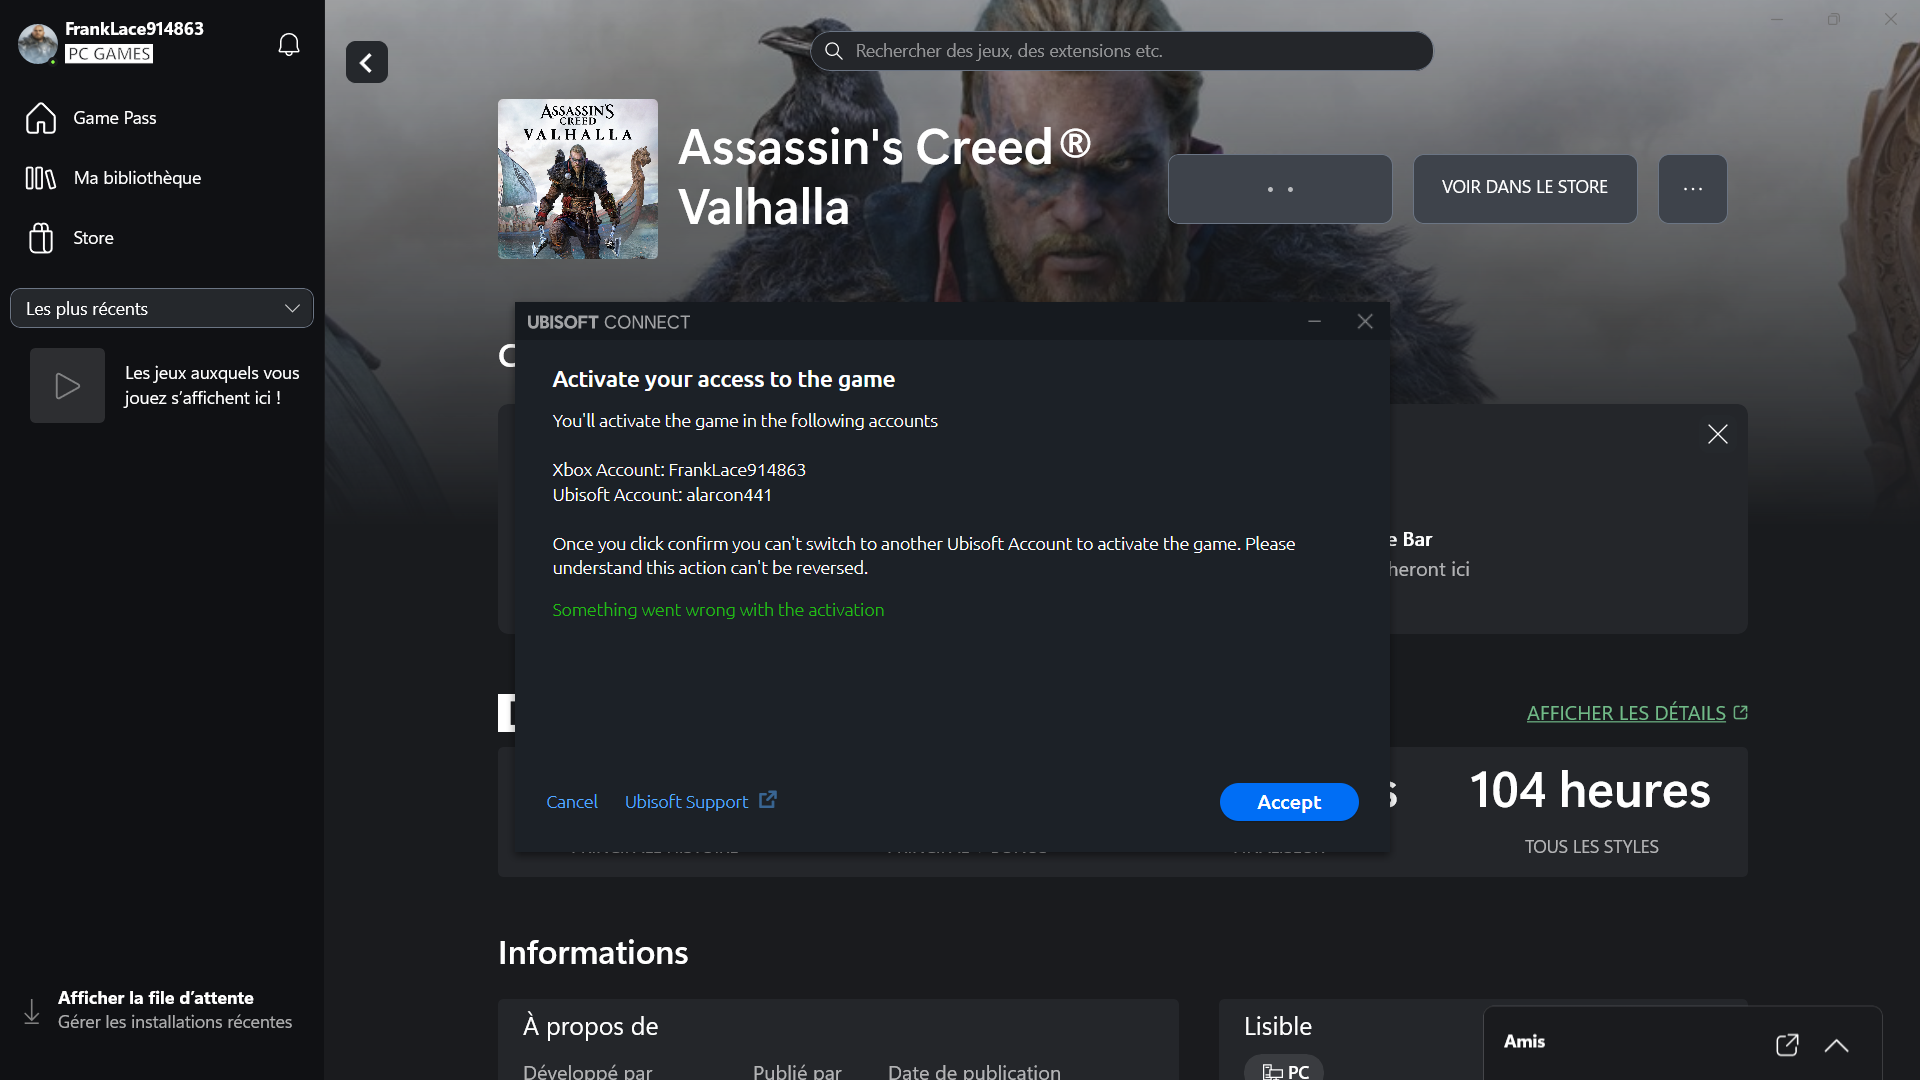 FrankLace914863
PC GAMES
Game Pass
Ma bibliothèque
Store
Les plus récents
Les jeux auxquels vous
jouez s’affichent ici !
Afficher la file d’attente
Gérer les installations récentes
Rechercher des jeux, des extensions etc.
ASSASSIN'S
CREED
VALHALLA
Assassin's Creed®
Valhalla
VOIR DANS LE STORE
UBISOFT CONNECT
Activate your access to the game
You'll activate the game in the following accounts
Xbox Account: FrankLace914863
Ubisoft Account: alarcon441
Once you click confirm you can't switch to another Ubisoft Account to activate the game. Please
understand this action can't be reversed.
Something went wrong with the activation
Cancel
Ubisoft Support
Accept
Bar
ici
AFFICHER LES DÉTAILS
104 heures
TOUS LES STYLES
Informations
À propos de
Développé par
Publié par
Date de publication
Lisible
PC
Amis